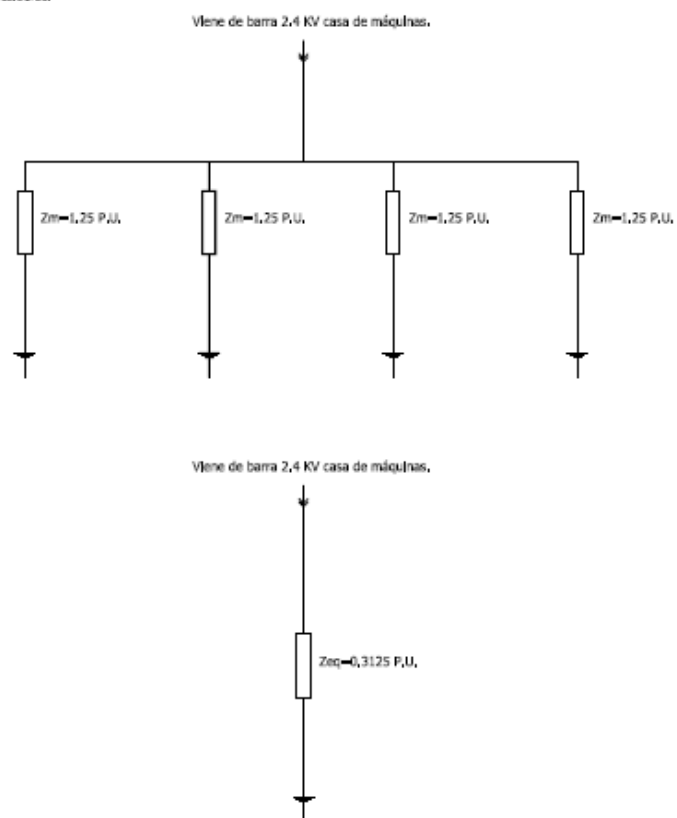 Viene de barra 2.4 KV casa de máquinas.
Zm=1.25 P.U.
Zm=1.25 P.U.
Zm=1.25 P.U.
Zm=1.25 P.U.
Viene de barra 2.4 KV casa de máquinas.
Zeq=0.3125 P.U.